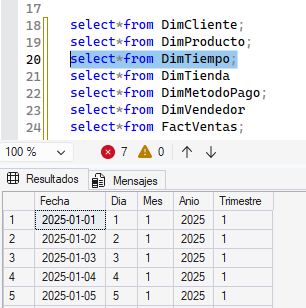 17
18 select*from DimCliente;
19 select*from DimProducto;
20 select*from DimTiempo;
21 select*from DimTienda
22 select*from DimMetodoPago;
23 select*from DimVendedor
24 select*from FactVentas;
100 % 7 0
Resultados Mensajes
Fecha Dia Mes Anio Trimestre
1 2025-01-01 1 1 2025 1
2 2025-01-02 2 1 2025 1
3 2025-01-03 3 1 2025 1
4 2025-01-04 4 1 2025 1
5 2025-01-05 5 1 2025 1